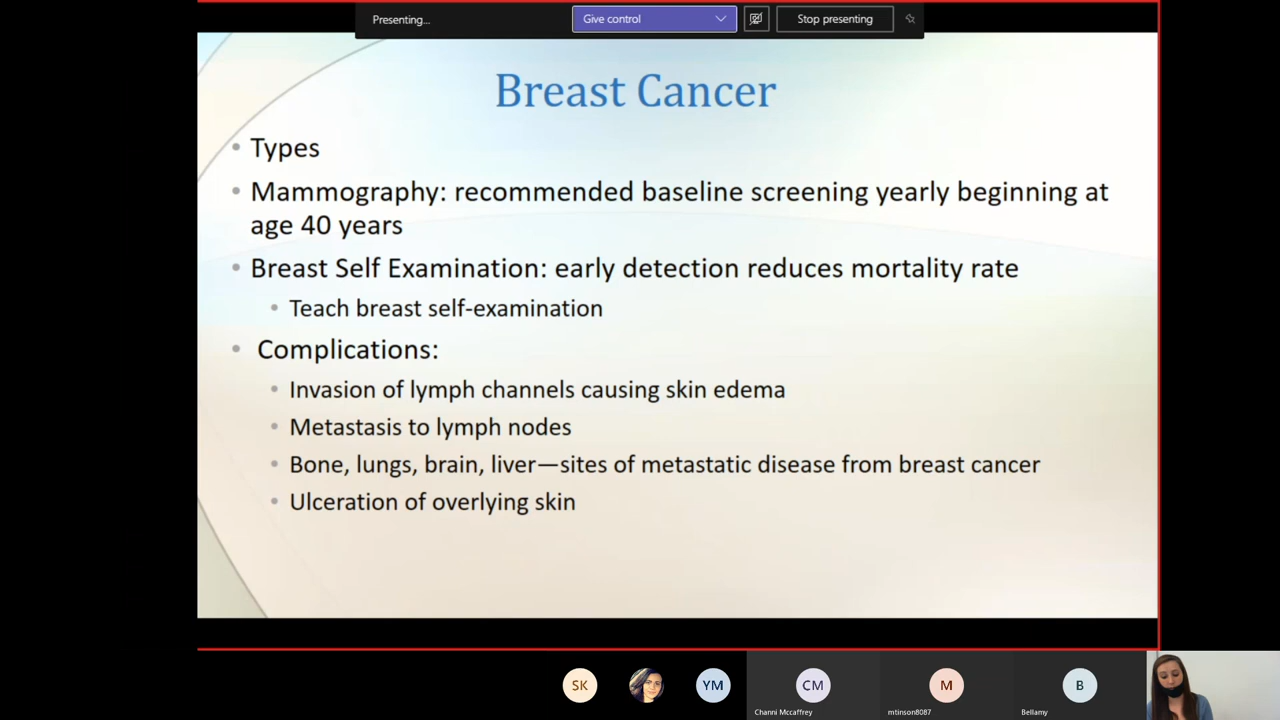 Presenting...
Give control
Stop presenting
Breast Cancer
• Types
• Mammography: recommended baseline screening yearly beginning at
age 40 years
• Breast Self Examination: early detection reduces mortality rate
• Teach breast self-examination
• Complications:
• Invasion of lymph channels causing skin edema
• Metastasis to lymph nodes
• Bone, lungs, brain, liver—sites of metastatic disease from breast cancer
• Ulceration of overlying skin
SK
YM
CM
M
B
Channi Mccaffrey
mtinson8087
Bellamy